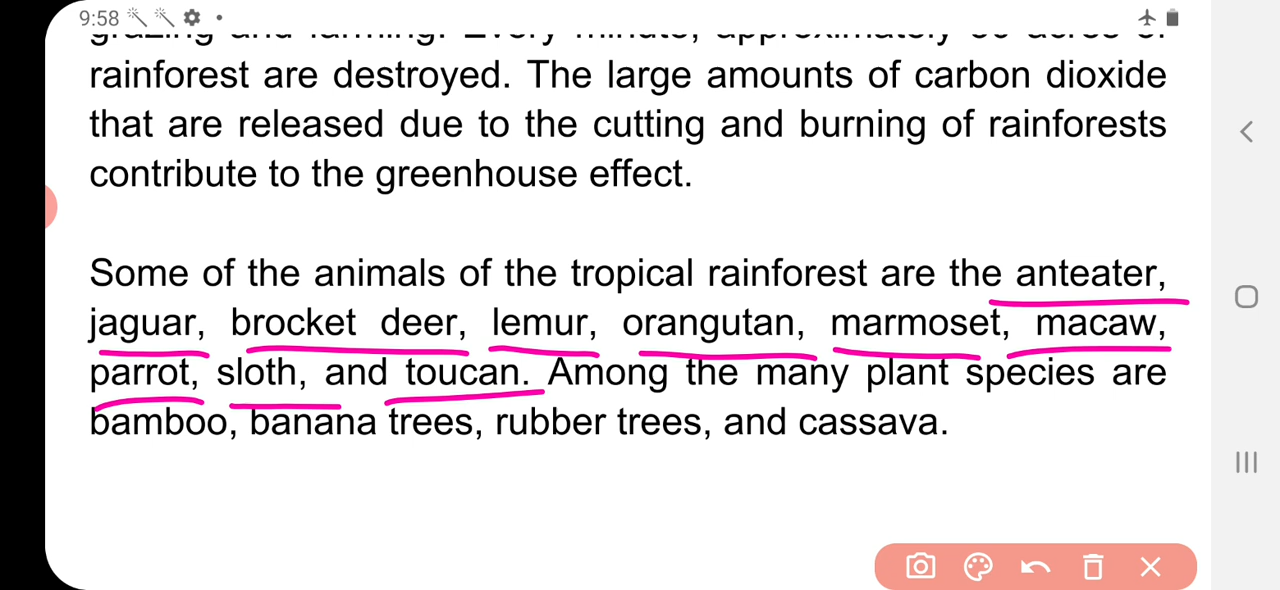 9:58
rainforest are destroyed. The large amounts of carbon dioxide
that are released due to the cutting and burning of rainforests
contribute to the greenhouse effect.
Some of the animals of the tropical rainforest are the anteater,
jaguar, brocket deer, lemur, orangutan, marmoset, macaw,
parrot, sloth, and toucan. Among the many plant species are
bamboo, banana trees, rubber trees, and cassava.